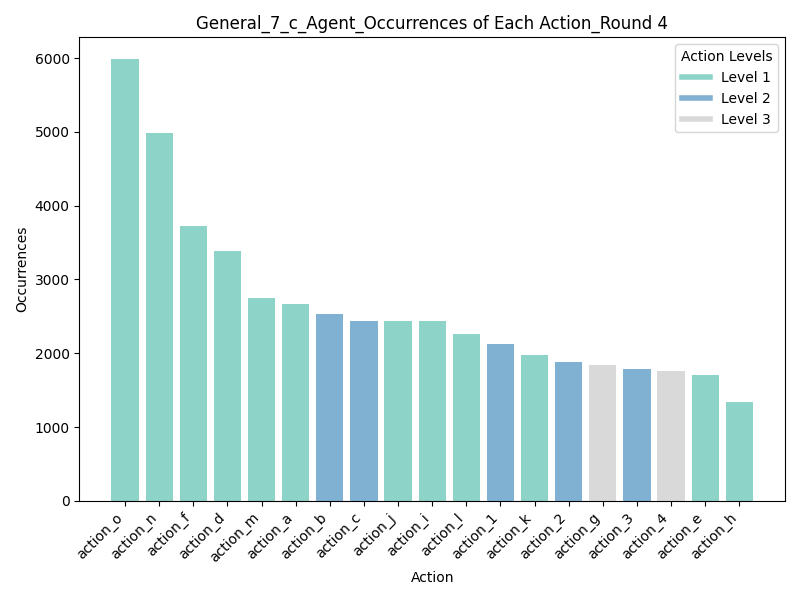 General_7_c_Agent_Occurrences of Each Action_Round 4
Action Levels
Level 1
Level 2
Level 3
Occurrences
6000
5000
4000
3000
2000
1000
0
action_o
action_n
action_f
action_d
action_m
action_a
action_b
action_c
action_j
action_i
action_l
action_1
action_k
action_2
action_g
action_3
action_4
action_e
action_h
Action